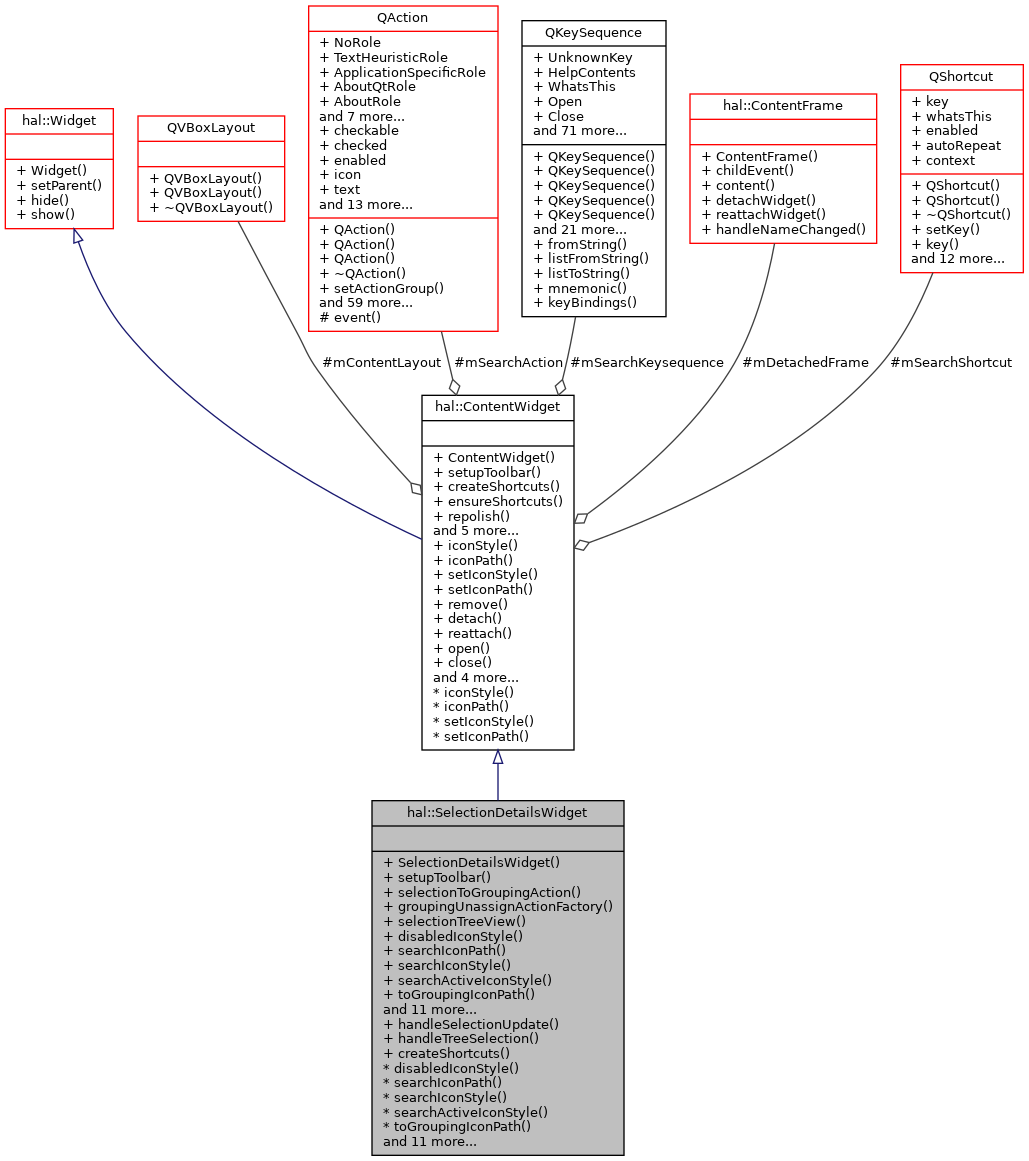 hal::Widget
+ Widget()
+ setParent()
+ hide()
+ show()
QVBoxLayout
+ QVBoxLayout()
+ QVBoxLayout()
+ ~QVBoxLayout()
QAction
+ NoRole
+ TextHeuristicRole
+ ApplicationSpecificRole
+ AboutQtRole
+ AboutRole
and 7 more...
+ checkable
+ checked
+ enabled
+ icon
+ text
and 13 more...
+ QAction()
+ QAction()
+ QAction()
+ ~QAction()
+ setActionGroup()
and 59 more...
# event()
QKeySequence
+ UnknownKey
+ HelpContents
+ WhatsThis
+ Open
+ Close
and 71 more...
+ QKeySequence()
+ QKeySequence()
+ QKeySequence()
+ QKeySequence()
+ QKeySequence()
and 21 more...
+ fromString()
+ listFromString()
+ listToString()
+ mnemonic()
+ keyBindings()
hal::ContentFrame
+ ContentFrame()
+ childEvent()
+ content()
+ detachWidget()
+ reattachWidget()
+ handleNameChanged()
QShortcut
+ key
+ whatsThis
+ enabled
+ autoRepeat
+ context
+ QShortcut()
+ QShortcut()
+ ~QShortcut()
+ setKey()
+ key()
and 12 more...
#mContentLayout
#mSearchAction
#mSearchKeysequence
#mDetachedFrame
#mSearchShortcut
hal::ContentWidget
+ ContentWidget()
+ setupToolbar()
+ createShortcuts()
+ ensureShortcuts()
+ repolish()
and 5 more...
+ iconStyle()
+ iconPath()
+ setIconStyle()
+ setIconPath()
+ remove()
+ detach()
+ reattach()
+ open()
+ close()
and 4 more...
* iconStyle()
* iconPath()
* setIconStyle()
* setIconPath()
hal::SelectionDetailsWidget
+ SelectionDetailsWidget()
+ setupToolbar()
+ selectionToGroupingAction()
+ groupingUnassignActionFactory()
+ selectionTreeView()
+ disabledIconStyle()
+ searchIconPath()
+ searchIconStyle()
+ searchActiveIconStyle()
+ toGroupingIconPath()
and 11 more...
+ handleSelectionUpdate()
+ handleTreeSelection()
+ createShortcuts()
* disabledIconStyle()
* searchIconPath()
* searchIconStyle()
* searchActiveIconStyle()
* toGroupingIconPath()
and 11 more...